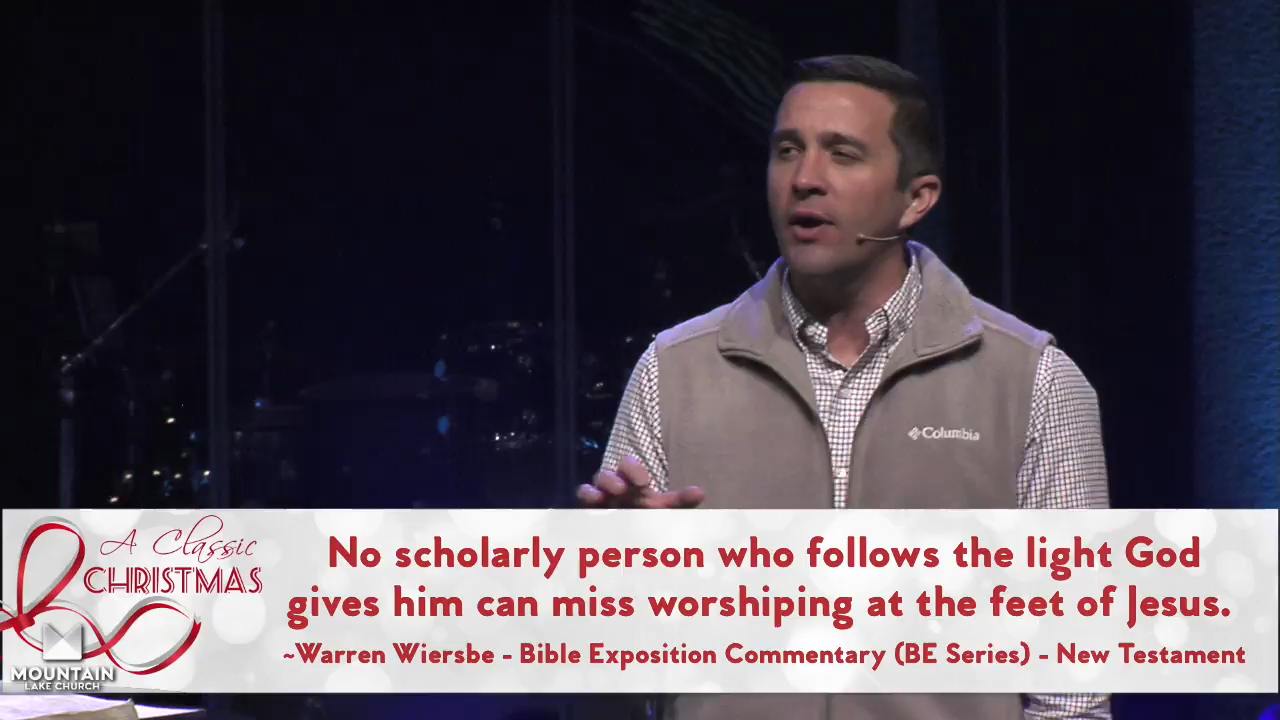 Columbia
A Classic
CHRISTMAS
No scholarly person who follows the light God
gives him can miss worshiping at the feet of Jesus.
~Warren Wiersbe - Bible Exposition Commentary (BE Series) - New Testament
MOUNTAIN
LAKE CHURCH